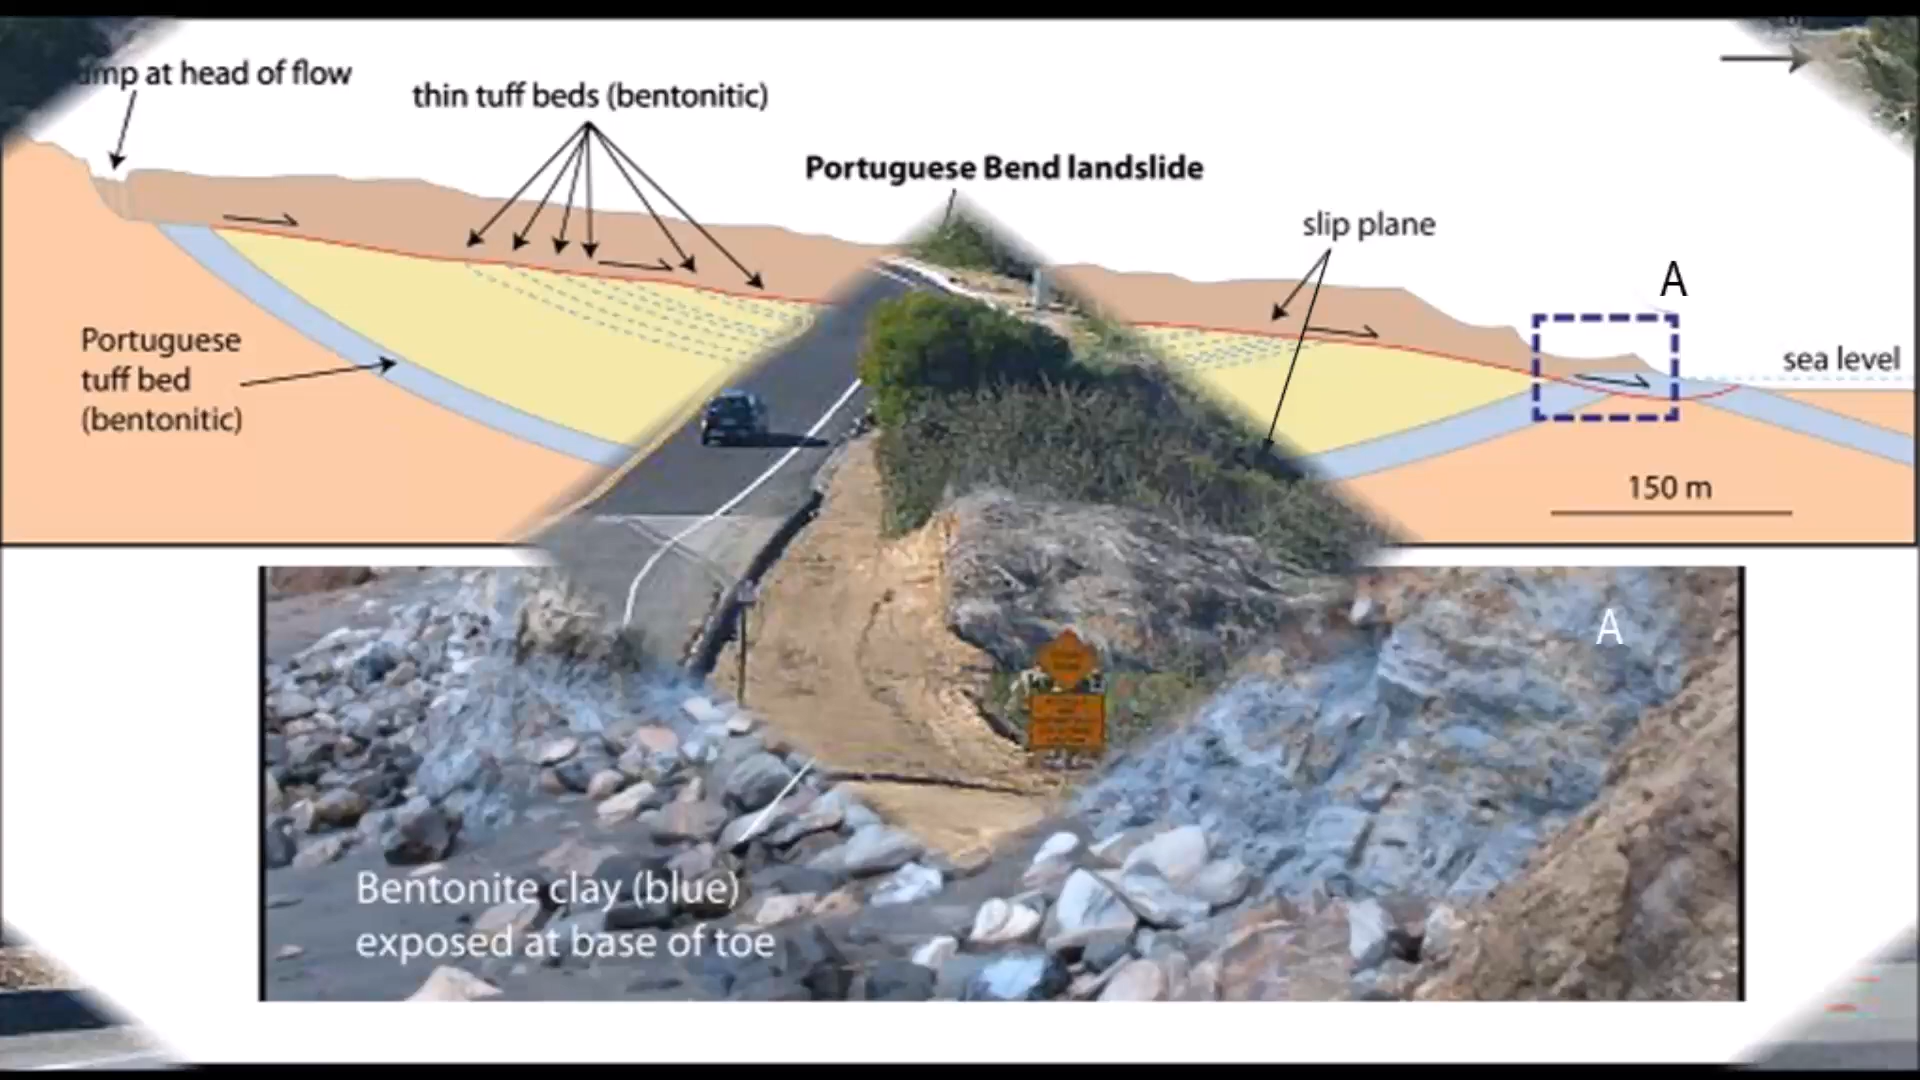 at head of flow
thin tuff beds (bentonitic)
Portuguese Bend landslide
slip plane
A
sea level
Portuguese
tuff bed
(bentonitic)
150 m
A
Bentonite clay (blue)
exposed at base of toe